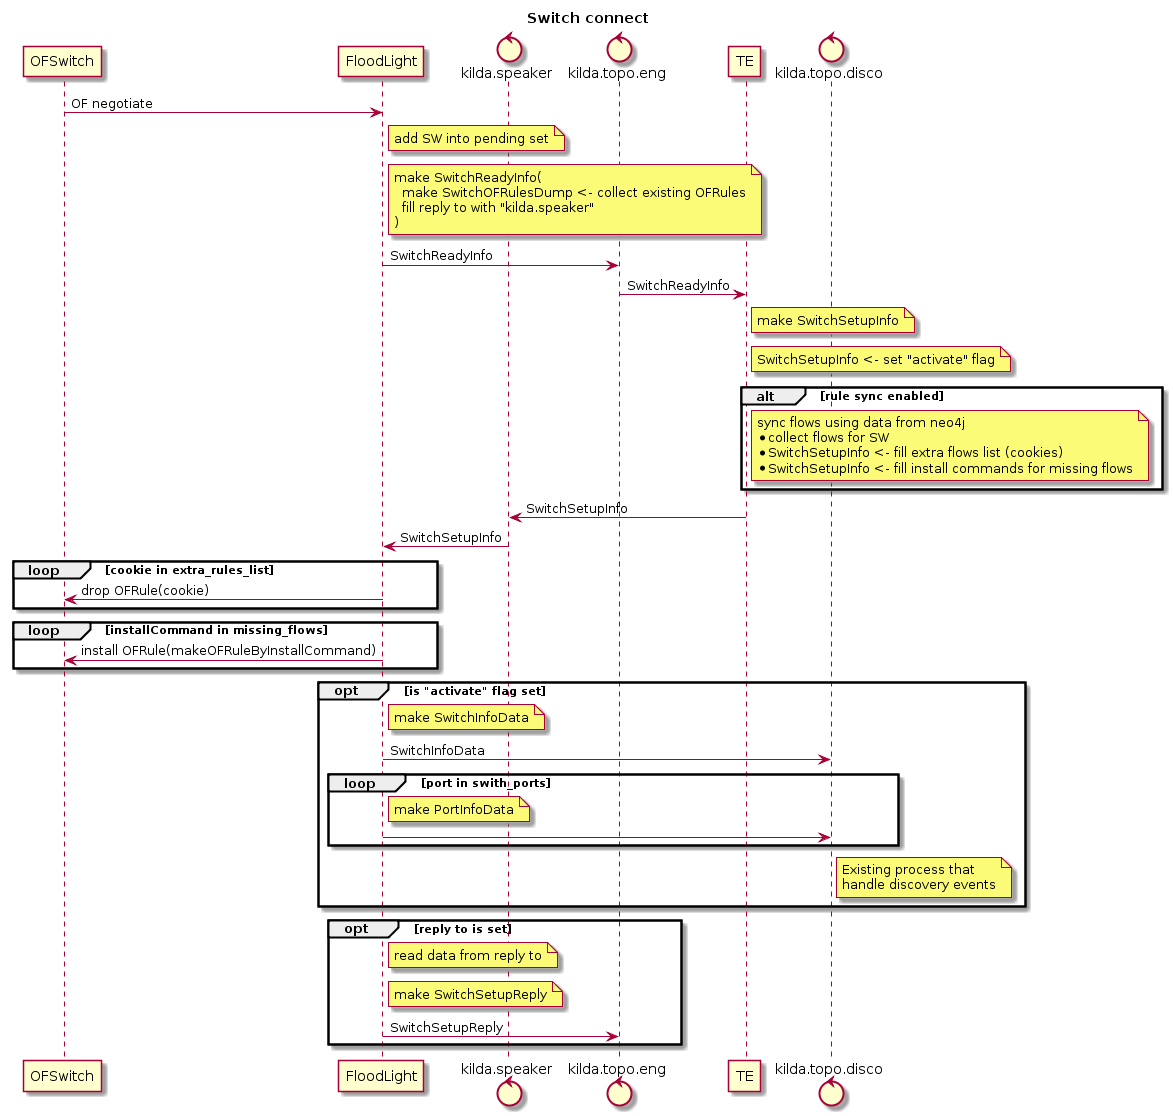 Switch connect
OFSwitch
FloodLight
kilda.speaker
kilda.topo.eng
TE
kilda.topo.disco
OF negotiate
add SW into pending set
make SwitchReadyInfo(
make SwitchOFRulesDump <- collect existing OFRules
fill reply to with "kilda.speaker"
)
SwitchReadyInfo
SwitchReadyInfo
make SwitchSetupInfo
SwitchSetupInfo <- set "activate" flag
alt [rule sync enabled]
sync flows using data from neo4j
• collect flows for SW
• SwitchSetupInfo <- fill extra flows list (cookies)
• SwitchSetupInfo <- fill install commands for missing flows
SwitchSetupInfo
SwitchSetupInfo
loop [cookie in extra_rules_list]
drop OFRule(cookie)
loop [installCommand in missing_flows]
install OFRule(makeOFRuleByInstallCommand)
opt [is "activate" flag set]
make SwitchInfoData
SwitchInfoData
loop [port in swith_ports]
make PortInfoData
Existing process that
handle discovery events
opt [reply to is set]
read data from reply to
make SwitchSetupReply
SwitchSetupReply
OFSwitch
FloodLight
kilda.speaker
kilda.topo.eng
TE
kilda.topo.disco